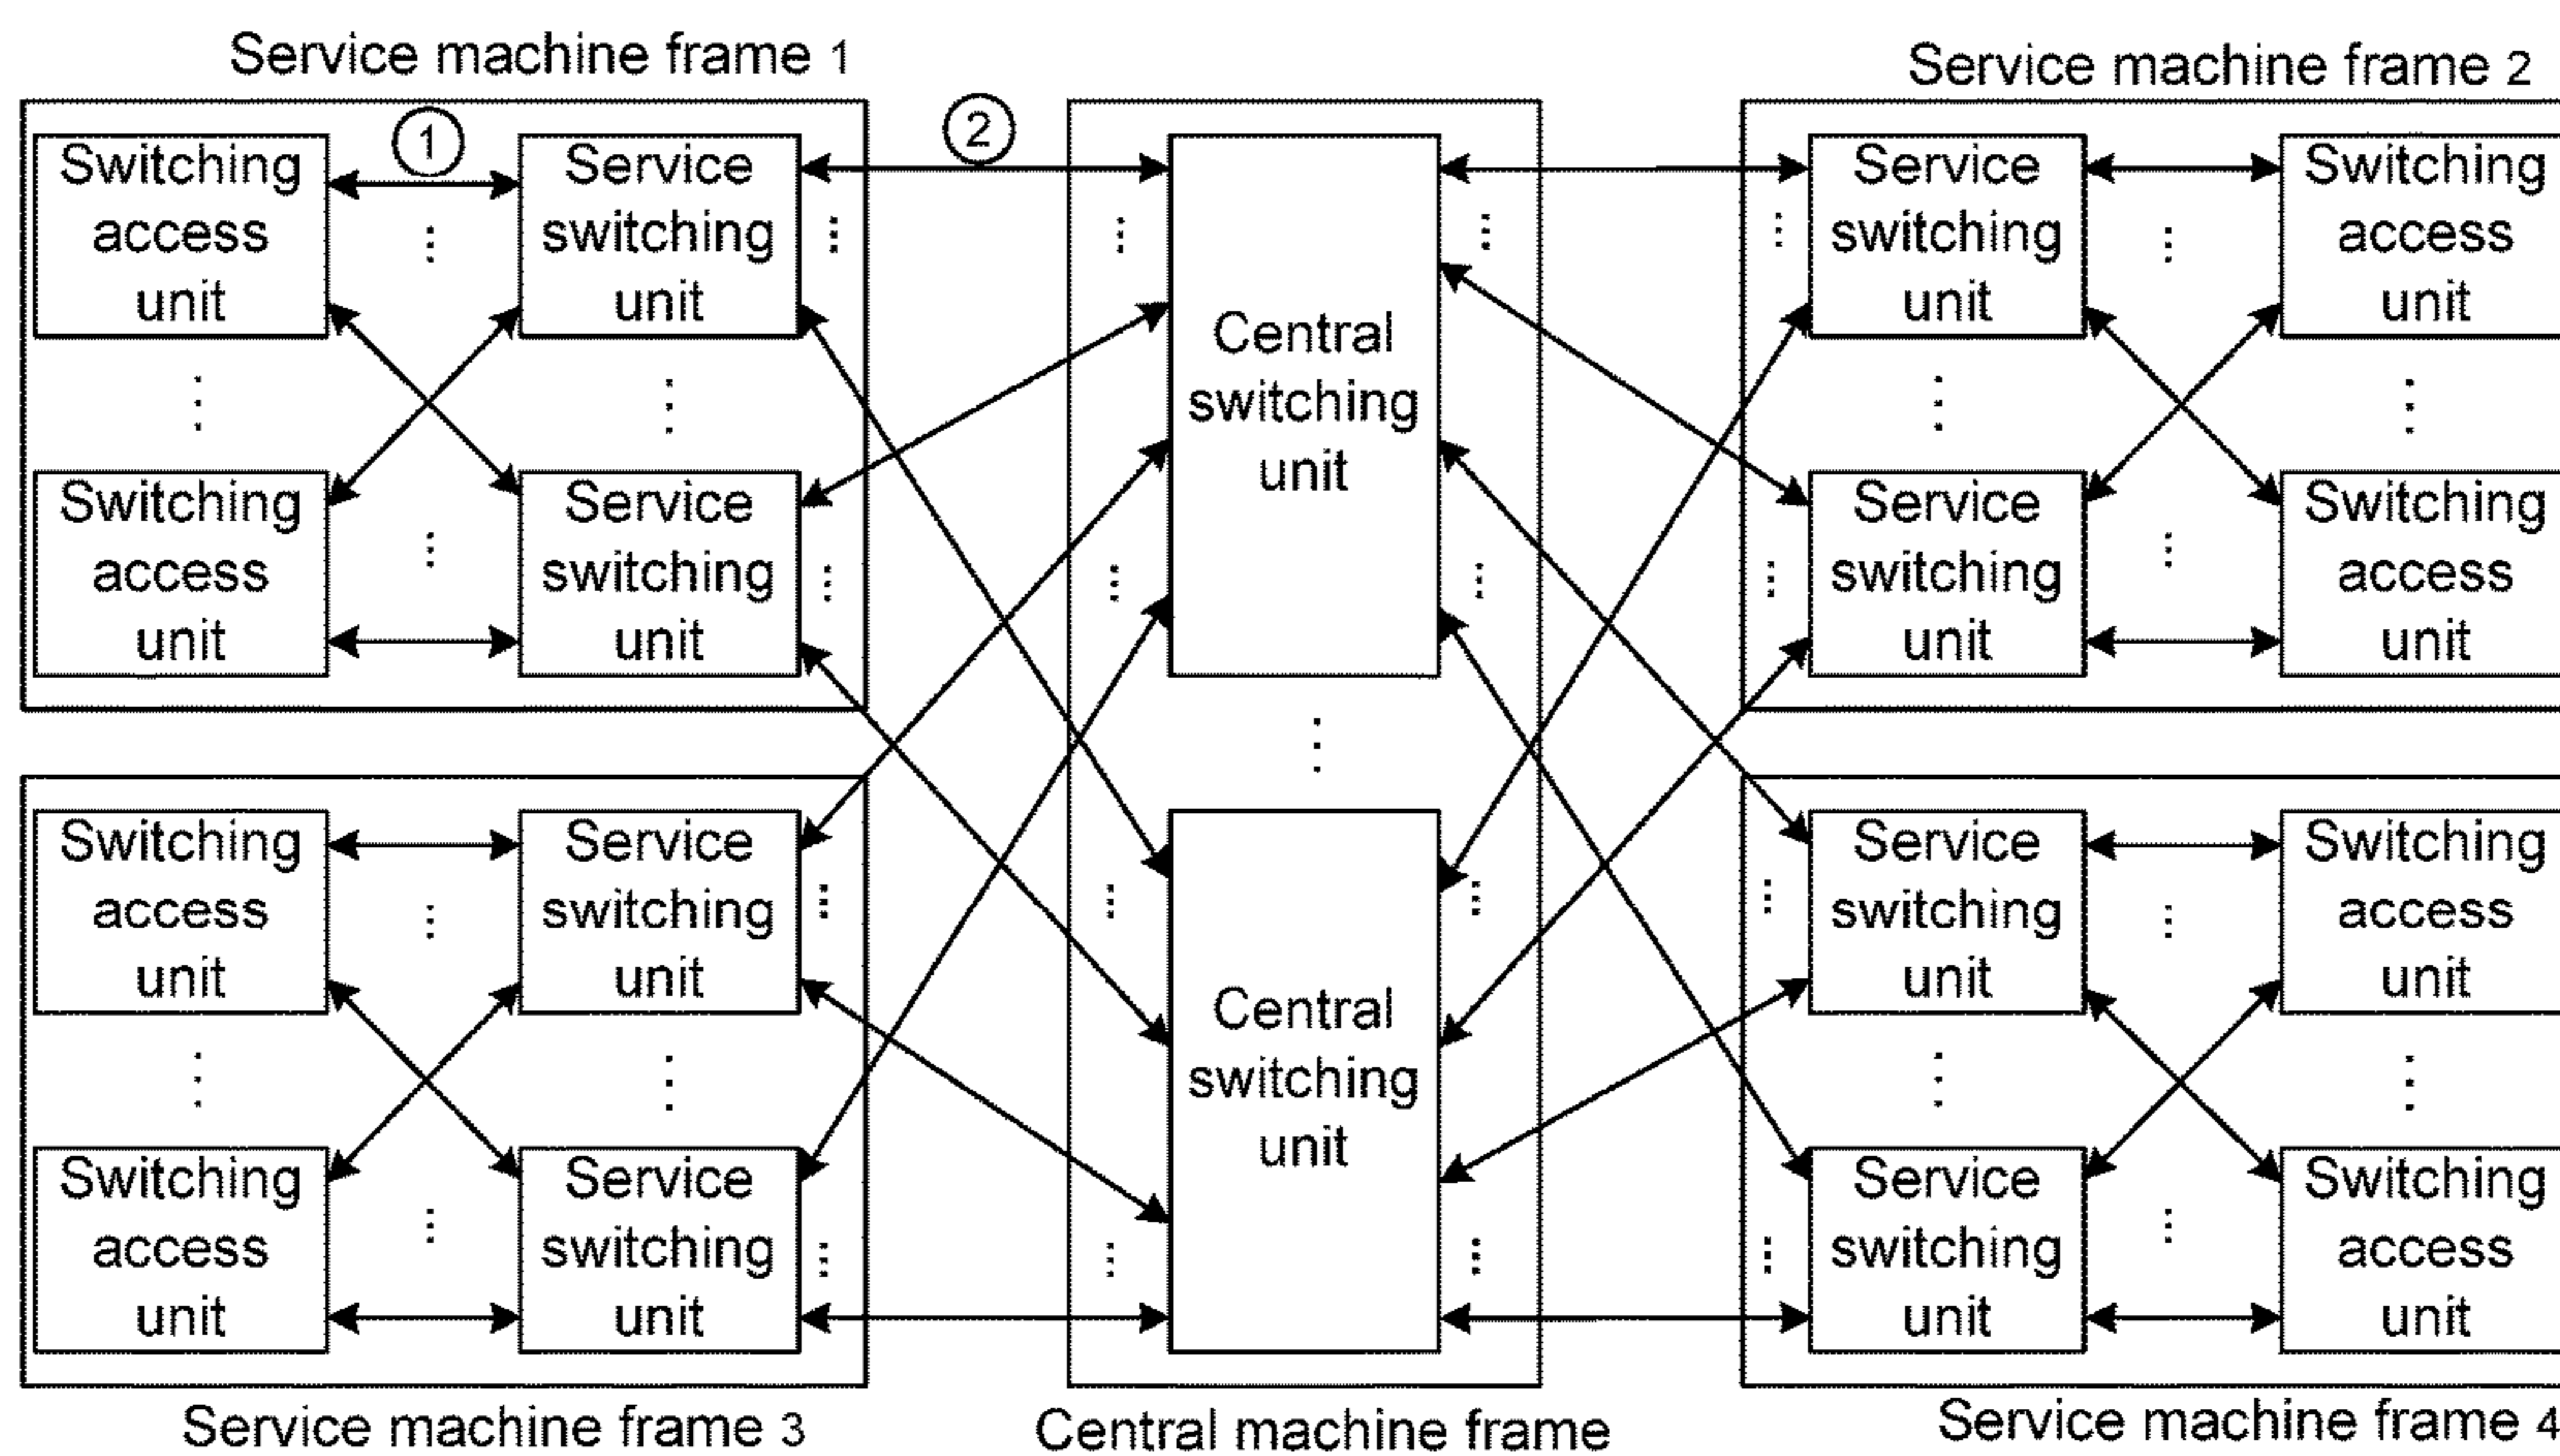 Service machine frame 1
Service machine frame 2
①
②
Switching
access
unit
Service
switching
unit
Central
switching
unit
Service
switching
unit
Switching
access
unit
Switching
access
unit
Service
switching
unit
Service
switching
unit
Switching
access
unit
Switching
access
unit
Service
switching
unit
Central
switching
unit
Service
switching
unit
Switching
access
unit
Switching
access
unit
Service
switching
unit
Service
switching
unit
Switching
access
unit
Service machine frame 3
Central machine frame
Service machine frame 4